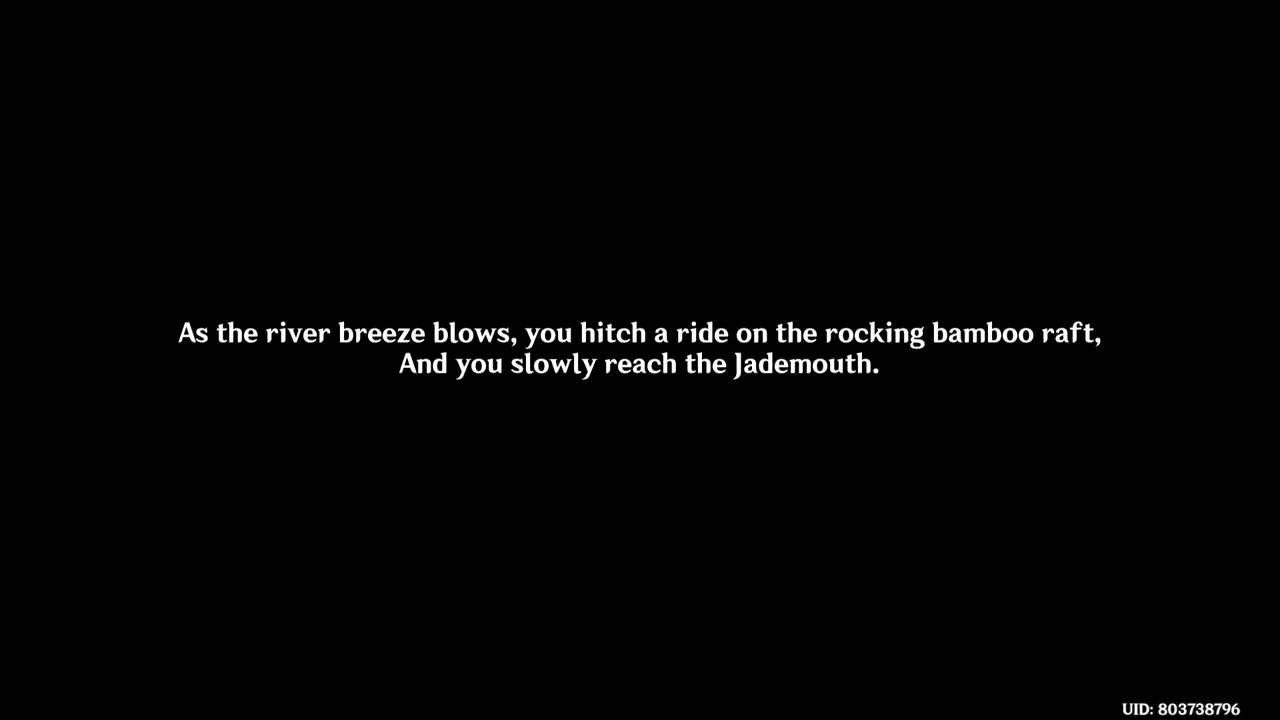 As the river breeze blows, you hitch a ride on the rocking bamboo raft,
And you slowly reach the Jademouth.
UID: 803738796